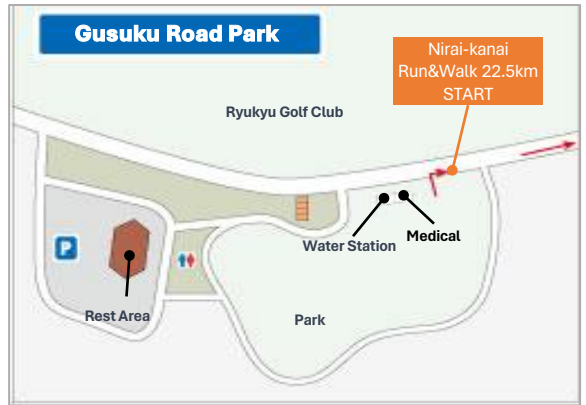 Gusuku Road Park
Nirai-kanai
Run&Walk 22.5km
START
Ryukyu Golf Club
Water Station
Medical
P
Rest Area
Park